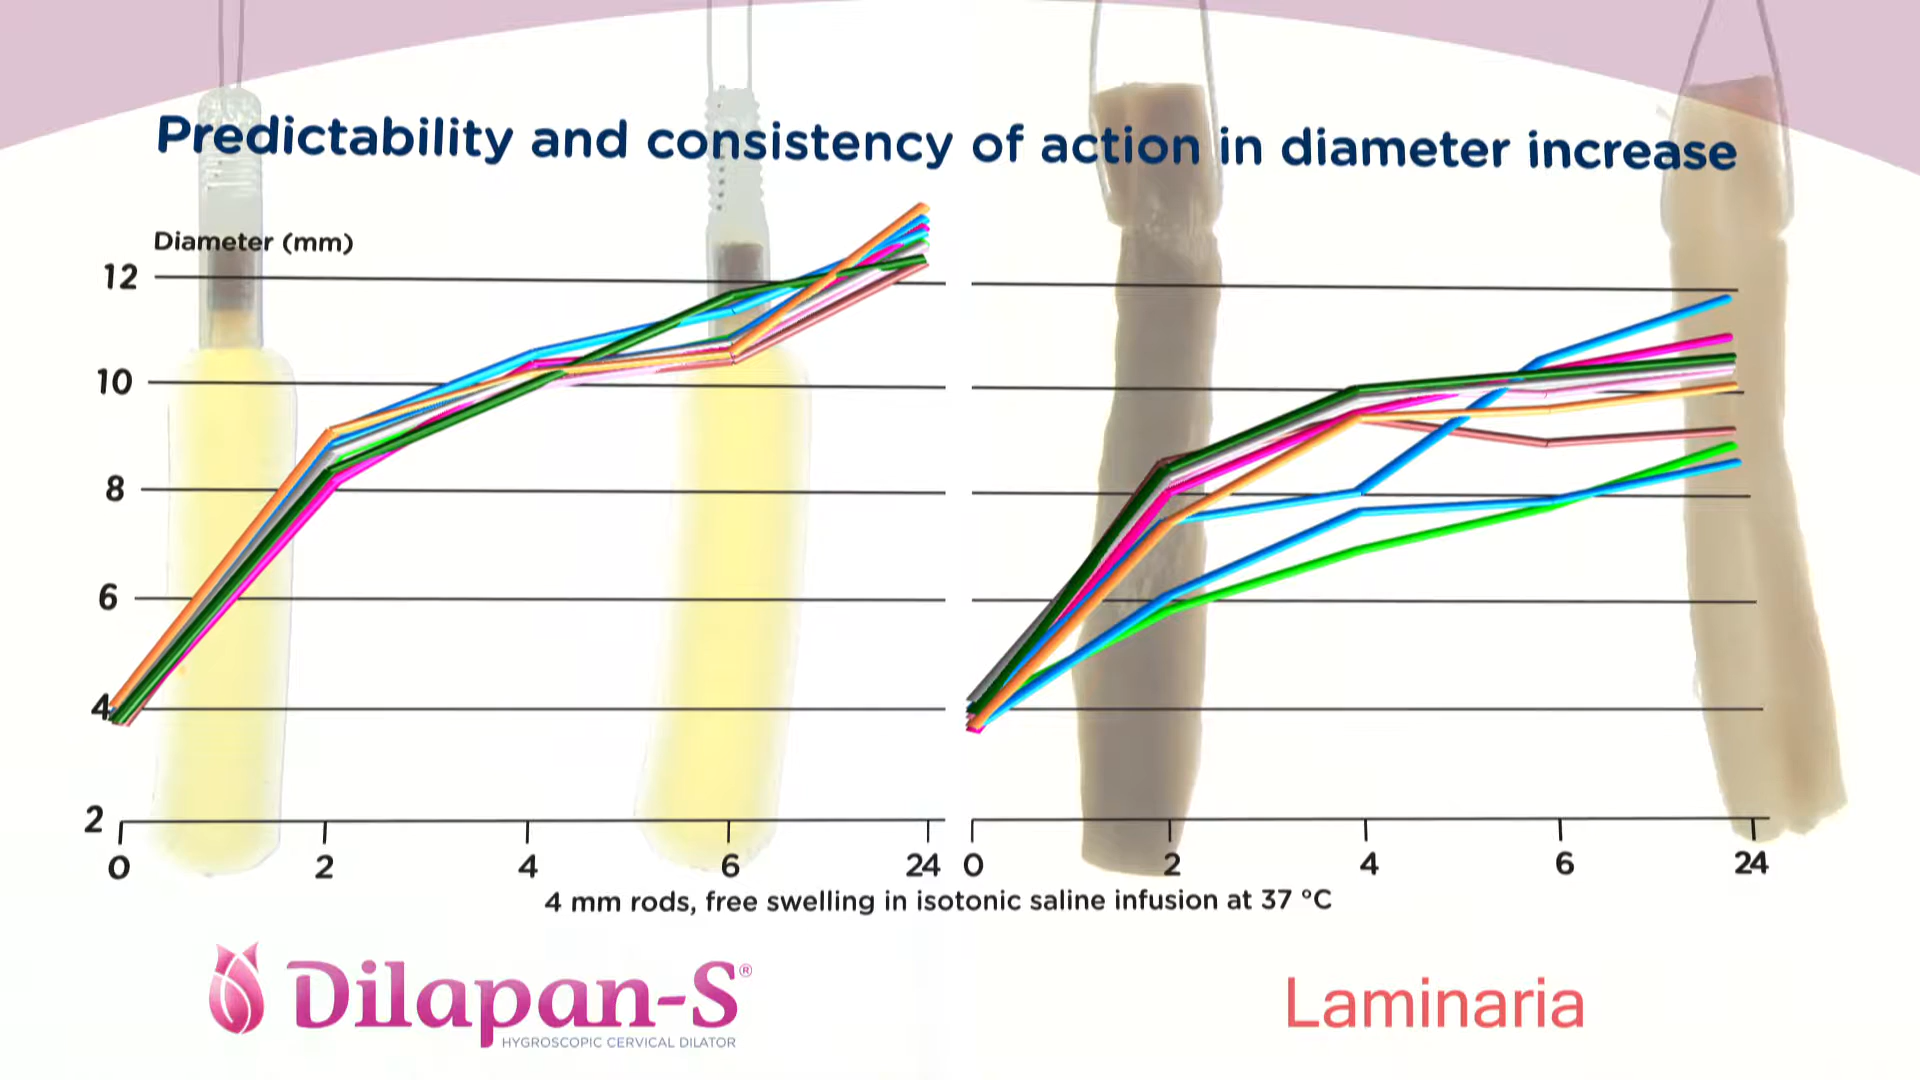 Predictability and consistency of action in diameter increase
Diameter (mm)
12
10
8
6
4
2
0 2 4 6 24 0 2 4 6 24
4 mm rods, free swelling in isotonic saline infusion at 37 °C
Dilapan-S®
HYGROSCOPIC CERVICAL DILATOR
Laminaria